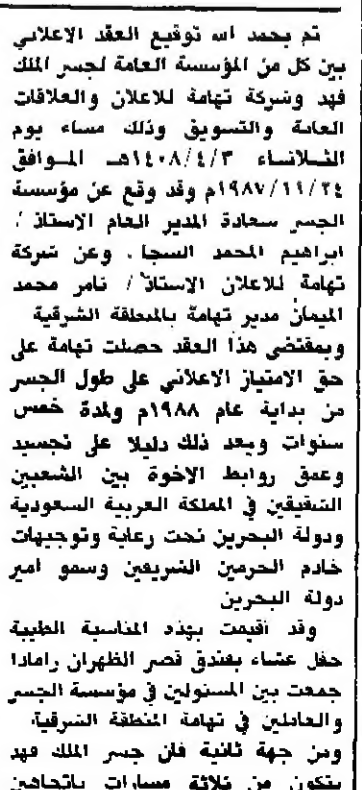 تم بحمد الله توقيع العقد الإعلاني
بين كل من المؤسسة العامة لجسر الملك
فهد وشركة تهامة للاعلان والعلاقات
العامة والتسويق وذلك مساء يوم
الثلاثاء ١٤٠٨/٤/٣هـ الموافق
١٩٨٧/١١/٢٤م وقد وقع عن مؤسسة
الجسر سعادة المدير العام الاستاذ /
ابراهيم المحمد السجا . وعن شركة
تهامة للاعلان الاستاذ / تامر محمد
الميمان مدير تهامة بالمنطقة الشرقية
وبمقتضى هذا العقد حصلت تهامة على
حق الامتياز الاعلاني على طول الجسر
من بداية عام ١٩٨٨م ولمدة خمس
سنوات ويعد ذلك دليلا على تجسيد
وعمق روابط الاخوة بين الشعبين
الشقيقين في المملكة العربية السعودية
ودولة البحرين تحت رعاية وتوجيهات
خادم الحرمين الشريفين وسمو امير
دولة البحرين
وقد أقيمت بهذه المناسبة الطيبة
حفل عشاء بفندق قصر الظهران رامادا
جمعت بين المسئولين في مؤسسة الجسر
والعاملين في تهامة المنطقة الشرقية
ومن جهة ثانية فان جسر الملك فهد
يتكون من ثلاثة مسارات باتجاهين